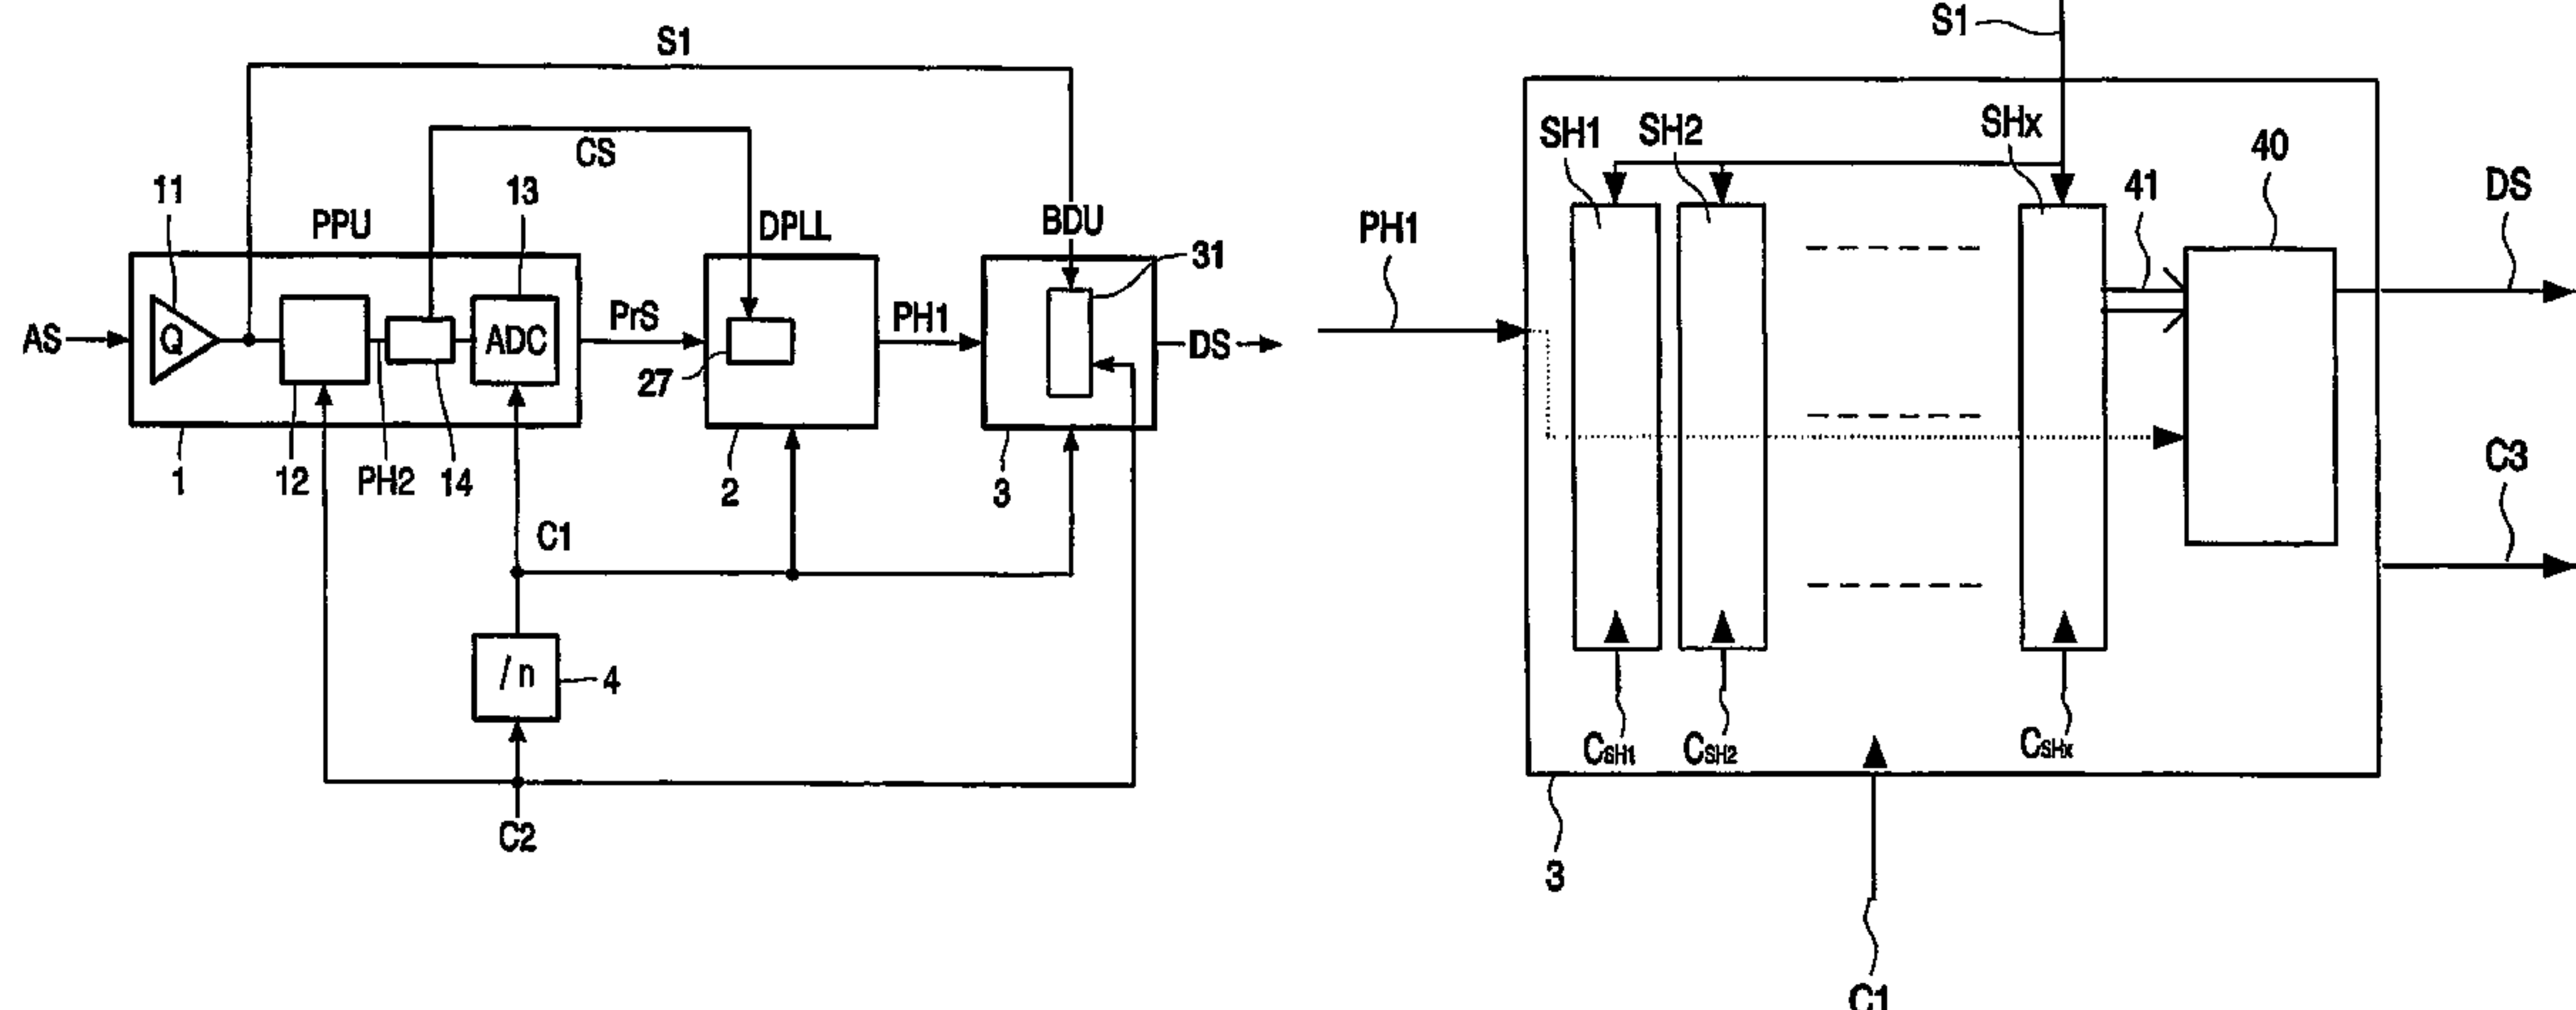 S1
CS
11
PPU
13
DPLL
BDU
31
AS
Q
ADC
PrS
27
PH1
DS
1
12
PH2
14
2
3
C1
/ n
4
C2
S1
SH1
SH2
SHx
41
40
DS
PH1
C3
CSH1
CSH2
CSHx
3
C1